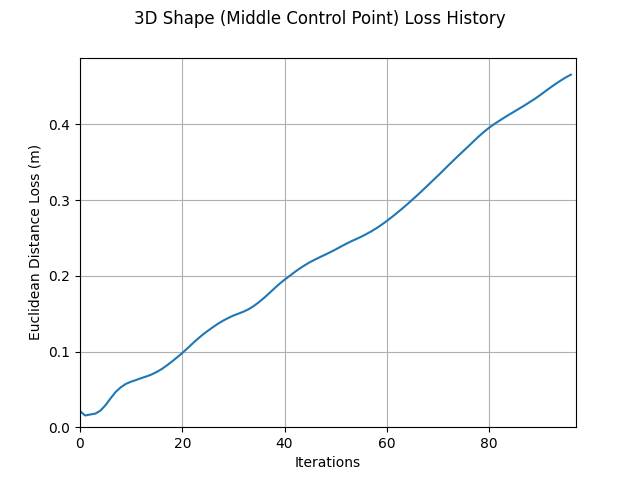 3D Shape (Middle Control Point) Loss History
Euclidean Distance Loss (m)
0.4
0.3
0.2
0.1
0.0
0 20 40 60 80
Iterations